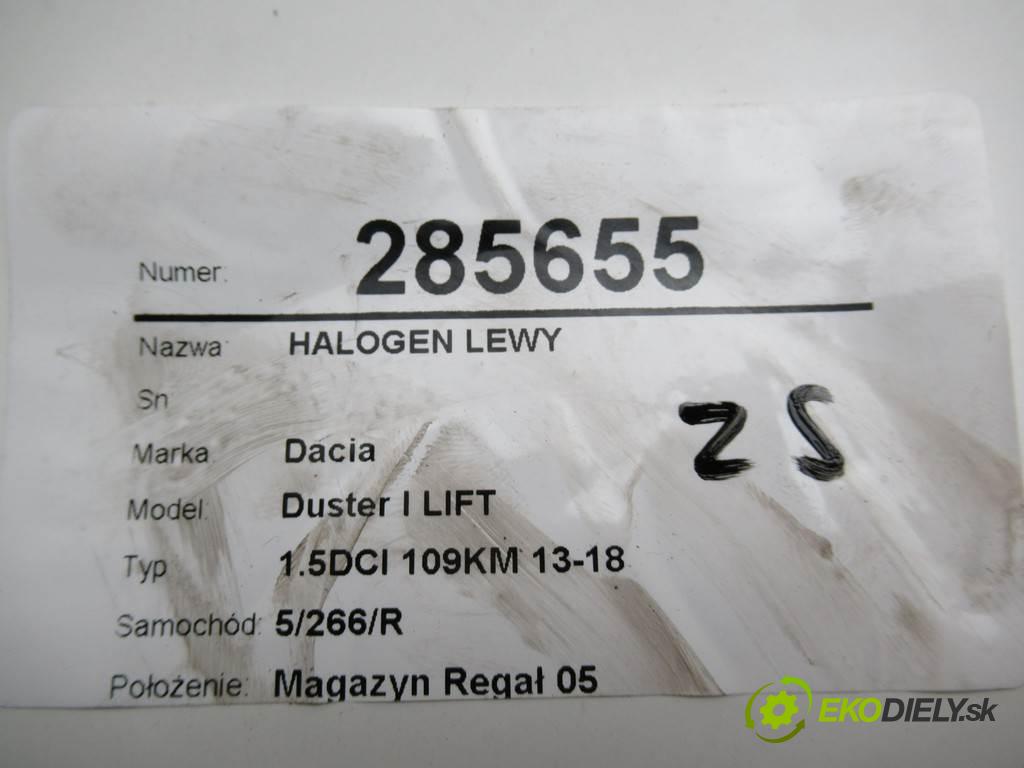 Numer: 285655
Nazwa HALOGEN LEWY
Sn
ZS
Marka Dacia
Model: Duster I LIFT
Typ 1.5DCI 109KM 13-18
Samochód: 5/266/R
Położenie: Magazyn Regał 05
EKODIELY.sk